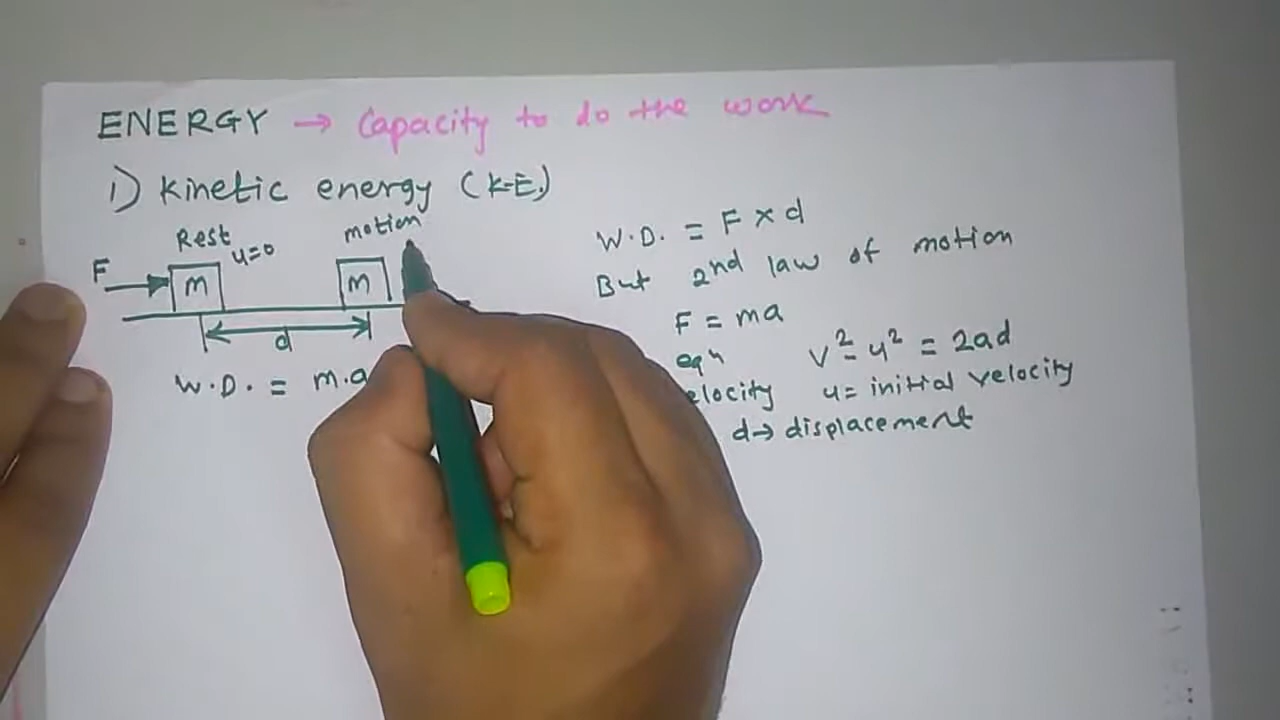 ENERGY → Capacity to do the work
1) Kinetic energy (K.E.)
Rest
u=0
motion
F
m
m
d
W.D. = m.a
W.D. = F × d
But 2nd law of motion
F = ma
eqⁿ v² - u² = 2ad
elocity u = initial velocity
d → displacement